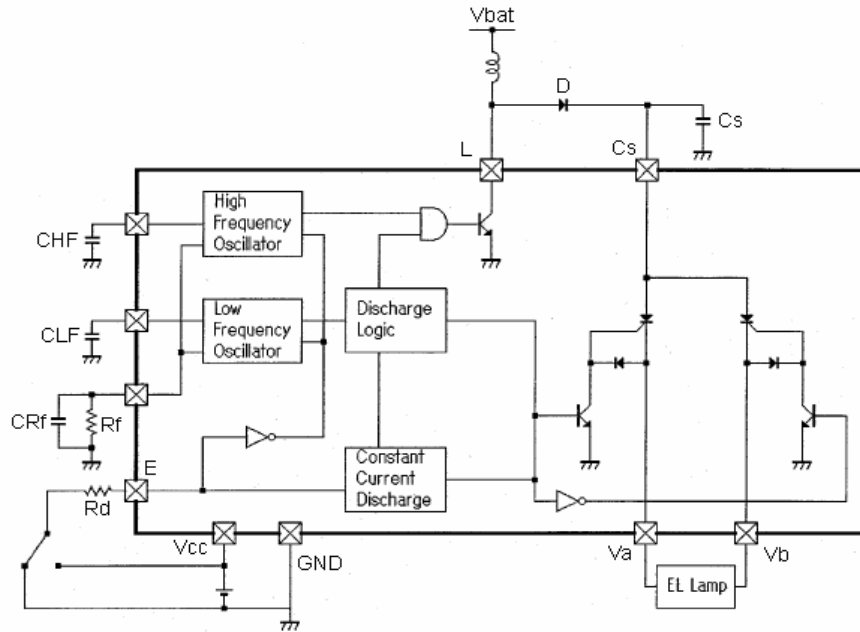 Vbat
D
Cs
L
Cs
High
Frequency
Oscillator
CHF
Low
Frequency
Oscillator
Discharge
Logic
CLF
CRf
Rf
E
Constant
Current
Discharge
Rd
Vcc
GND
Va
Vb
EL Lamp